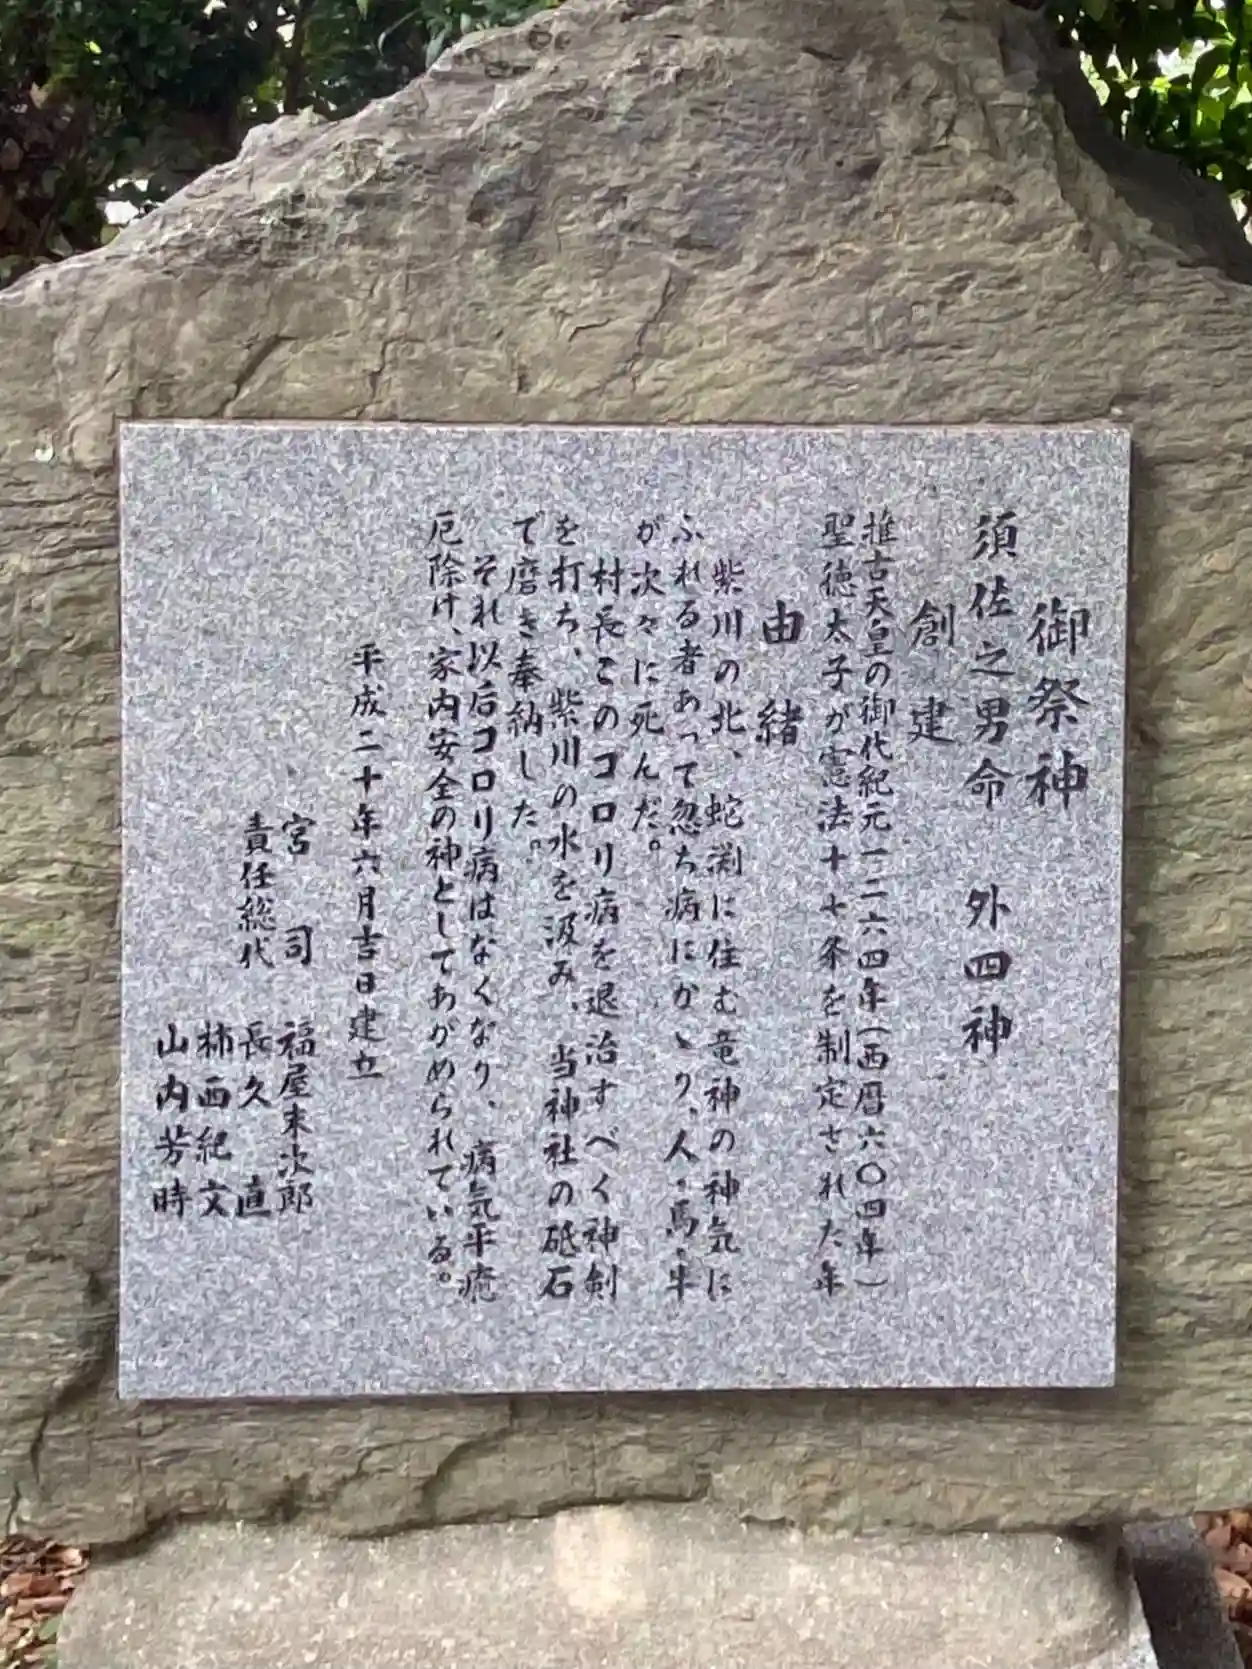 御祭神
須佐之男命 外四神
創建
推古天皇の御代紀元一二六四年(西暦六〇四年)
聖徳太子が憲法十七条を制定された年
由緒
紫川の北、蛇渕に住む竜神の神気に
ふれる者あって忽ち病にかゝり、人・馬・牛
が次々に死んだ。
村長このコロリ病を退治すべく神剣
を打ち、紫川の水を汲み、当神社の砥石
で磨き奉納した。
それ以后コロリ病はなくなり、病気平癒
厄除け、家内安全の神としてあがめられている。
平成二十年六月吉日建立
宮司 福屋末次郎
責任総代 長久直
柿西紀文
山内芳時